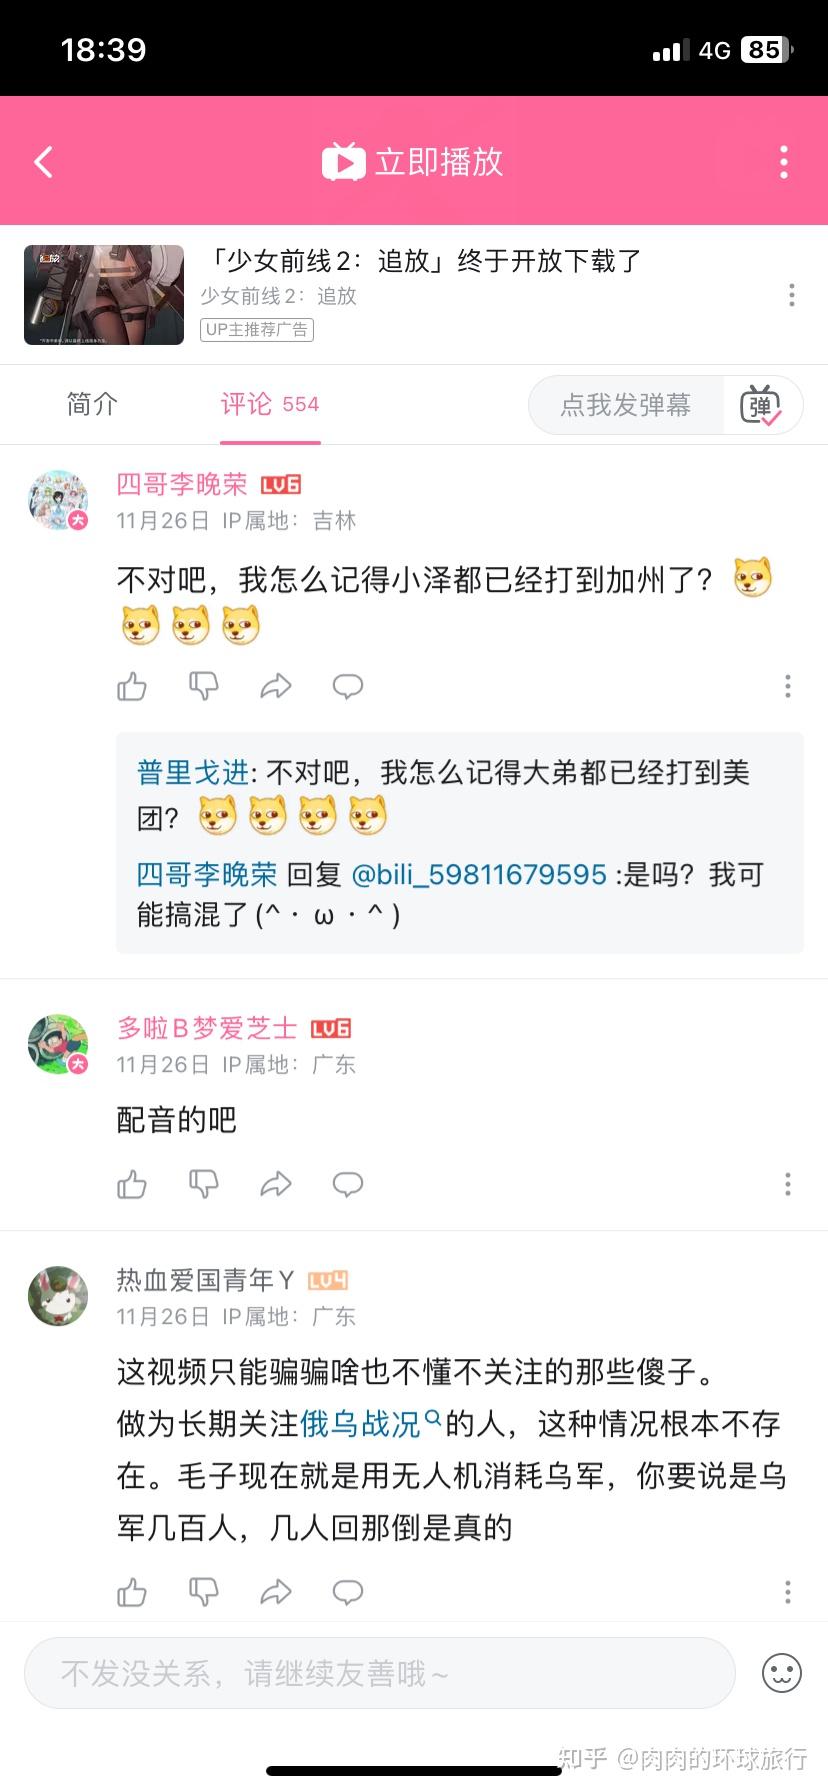 18:39
4G 85
立即播放
「少女前线2：追放」终于开放下载了
少女前线2：追放
UP主推荐广告
简介
评论 554
点我发弹幕
弹
四哥李晚荣 LV6
11月26日 IP属地：吉林
不对吧，我怎么记得小泽都已经打到加州了？
普里戈进: 不对吧，我怎么记得大弟都已经打到美
团？
四哥李晚荣 回复 @bili_59811679595 :是吗？我可
能搞混了(^・ω・^)
多啦B梦爱芝士 LV6
11月26日 IP属地：广东
配音的吧
热血爱国青年Y LV4
11月26日 IP属地：广东
这视频只能骗骗啥也不懂不关注的那些傻子。
做为长期关注俄乌战况的人，这种情况根本不存
在。毛子现在就是用无人机消耗乌军，你要说是乌
军几百人，几人回那倒是真的
不发没关系，请继续友善哦~
知乎 @肉肉的环球旅行